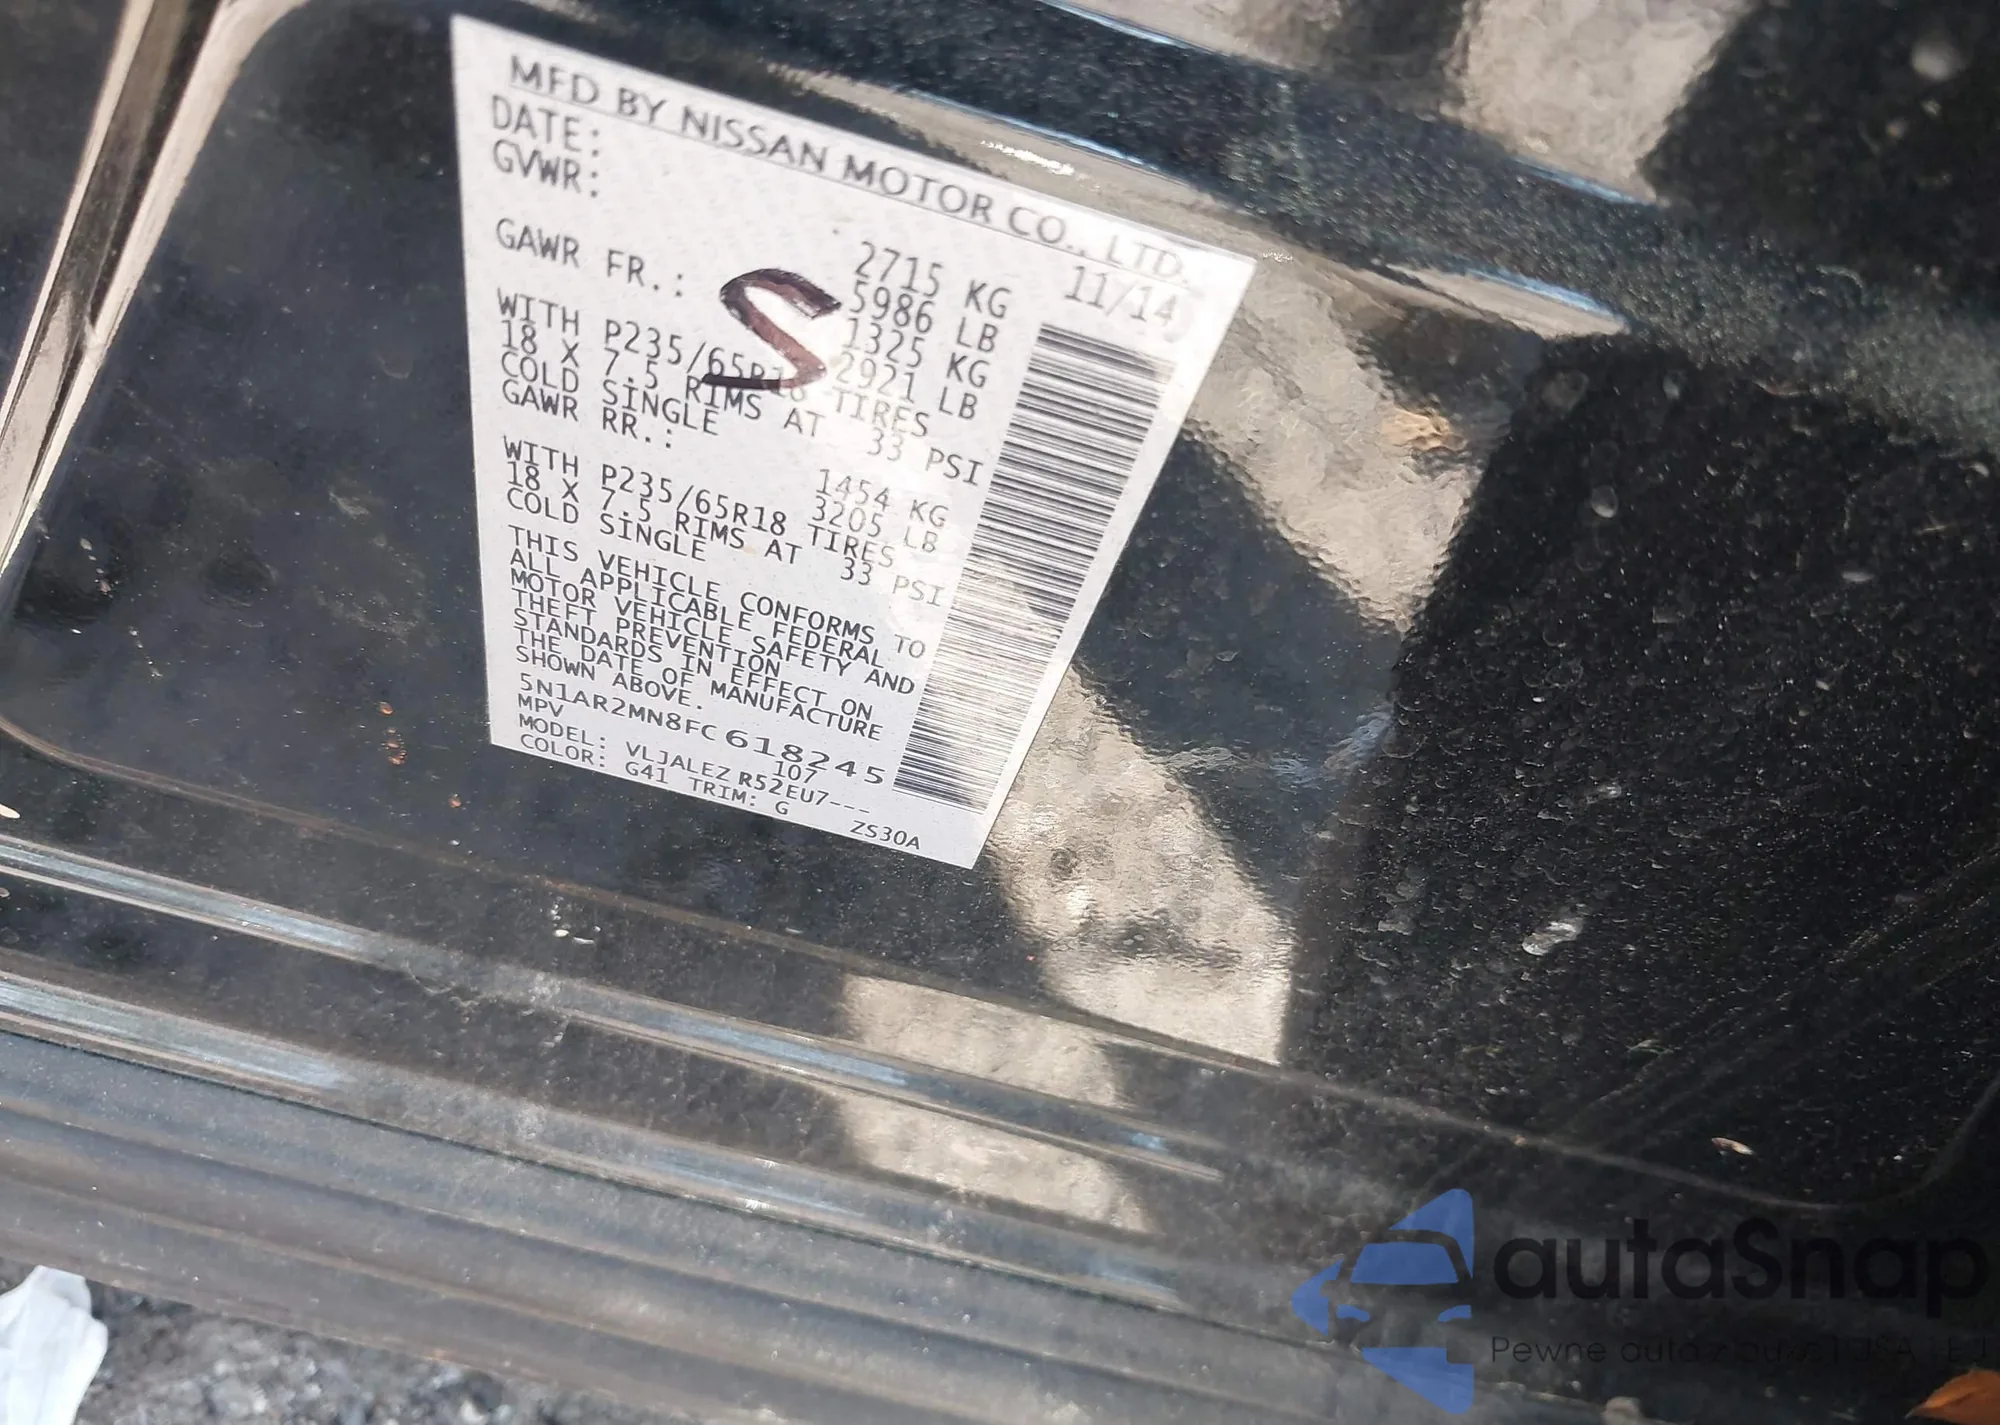 MFD BY NISSAN MOTOR CO., LTD.
DATE: 11/14
GVWR: 2715 KG
5986 LB
GAWR FR.: 1325 KG
2921 LB
WITH P235/65R18 TIRES
18 X 7.5 RIMS AT 33 PSI
COLD SINGLE
GAWR RR.: 1454 KG
3205 LB
WITH P235/65R18 TIRES
18 X 7.5 RIMS AT 33 PSI
COLD SINGLE
THIS VEHICLE CONFORMS TO
ALL APPLICABLE FEDERAL
MOTOR VEHICLE SAFETY AND
THEFT PREVENTION
STANDARDS IN EFFECT ON
THE DATE OF MANUFACTURE
SHOWN ABOVE.
5N1AR2MN8FC618245
MPV 107
MODEL: VLJALEZ R52EU7---
COLOR: G41 TRIM: G ZS30A
S
autaSnap
Pewne auta z